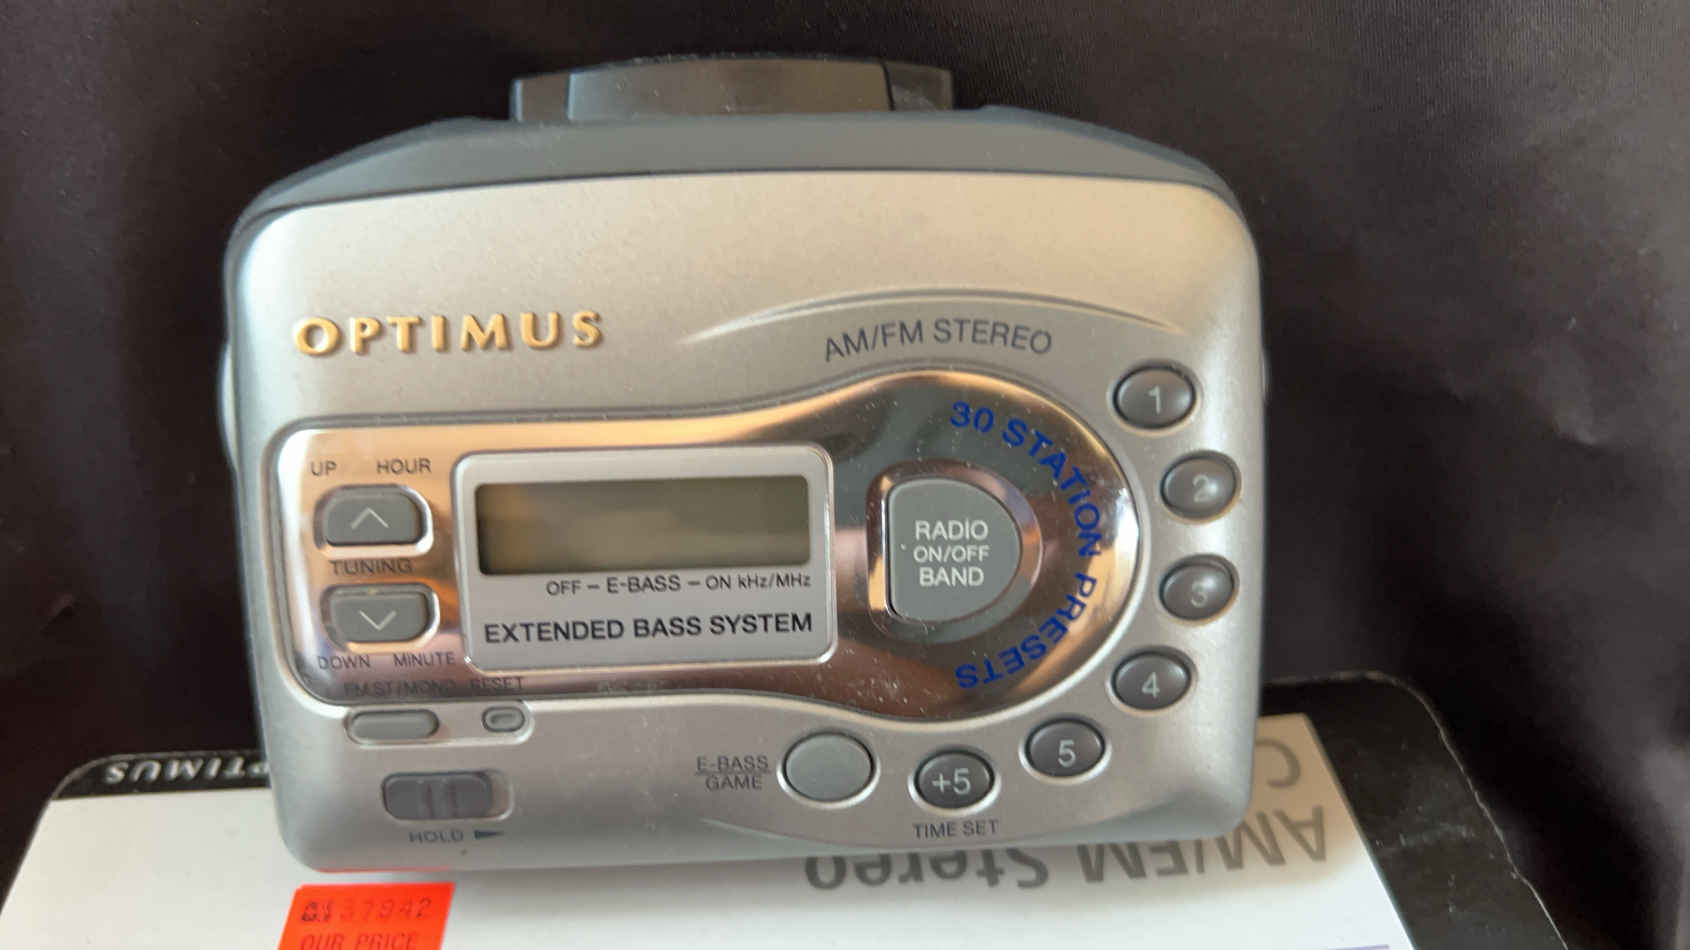 OPTIMUS
AM/FM STEREO
30 STATION PRESETS
1
2
3
4
5
+5
TIME SET
UP HOUR
TUNING
DOWN MINUTE
FM ST/MONO RESET
OFF – E-BASS – ON kHz/MHz
EXTENDED BASS SYSTEM
RADIO
ON/OFF
BAND
E-BASS
GAME
HOLD
OPTIMUS
AM/FM Stereo
OUR PRICE